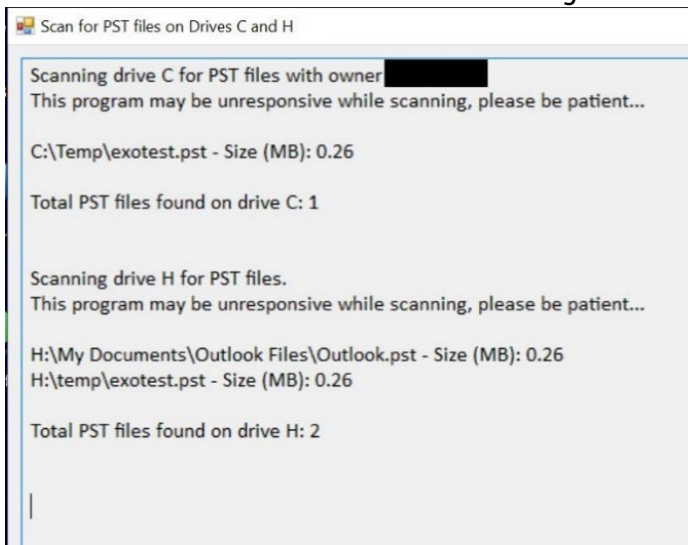 Scan for PST files on Drives C and H
Scanning drive C for PST files with owner
This program may be unresponsive while scanning, please be patient...
C:\Temp\exotest.pst - Size (MB): 0.26
Total PST files found on drive C: 1
Scanning drive H for PST files.
This program may be unresponsive while scanning, please be patient...
H:\My Documents\Outlook Files\Outlook.pst - Size (MB): 0.26
H:\temp\exotest.pst - Size (MB): 0.26
Total PST files found on drive H: 2